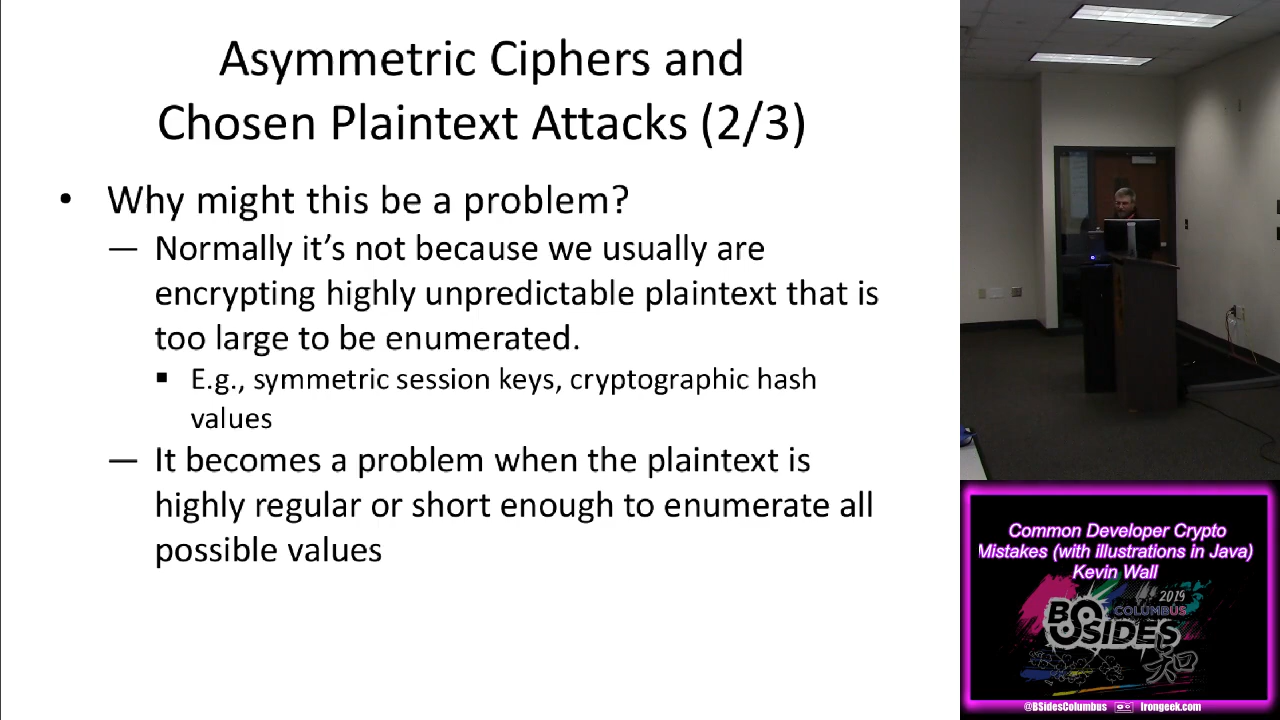 Asymmetric Ciphers and
Chosen Plaintext Attacks (2/3)
• Why might this be a problem?
— Normally it's not because we usually are
encrypting highly unpredictable plaintext that is
too large to be enumerated.
▪ E.g., symmetric session keys, cryptographic hash
values
— It becomes a problem when the plaintext is
highly regular or short enough to enumerate all
possible values
Common Developer Crypto
Mistakes (with illustrations in Java)
Kevin Wall
2019
COLUMBUS
BSIDES
知
@BSidesColumbus irongeek.com